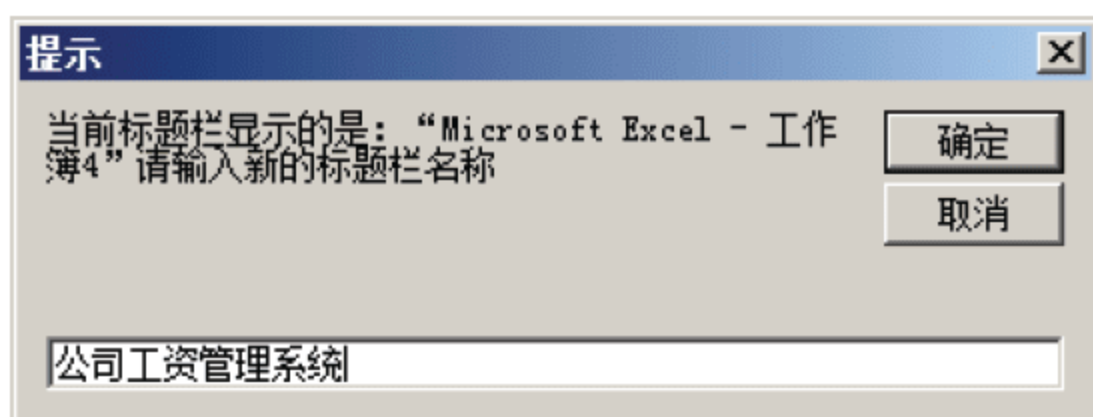 提示
当前标题栏显示的是：“Microsoft Excel - 工作
簿4”请输入新的标题栏名称
确定
取消
公司工资管理系统